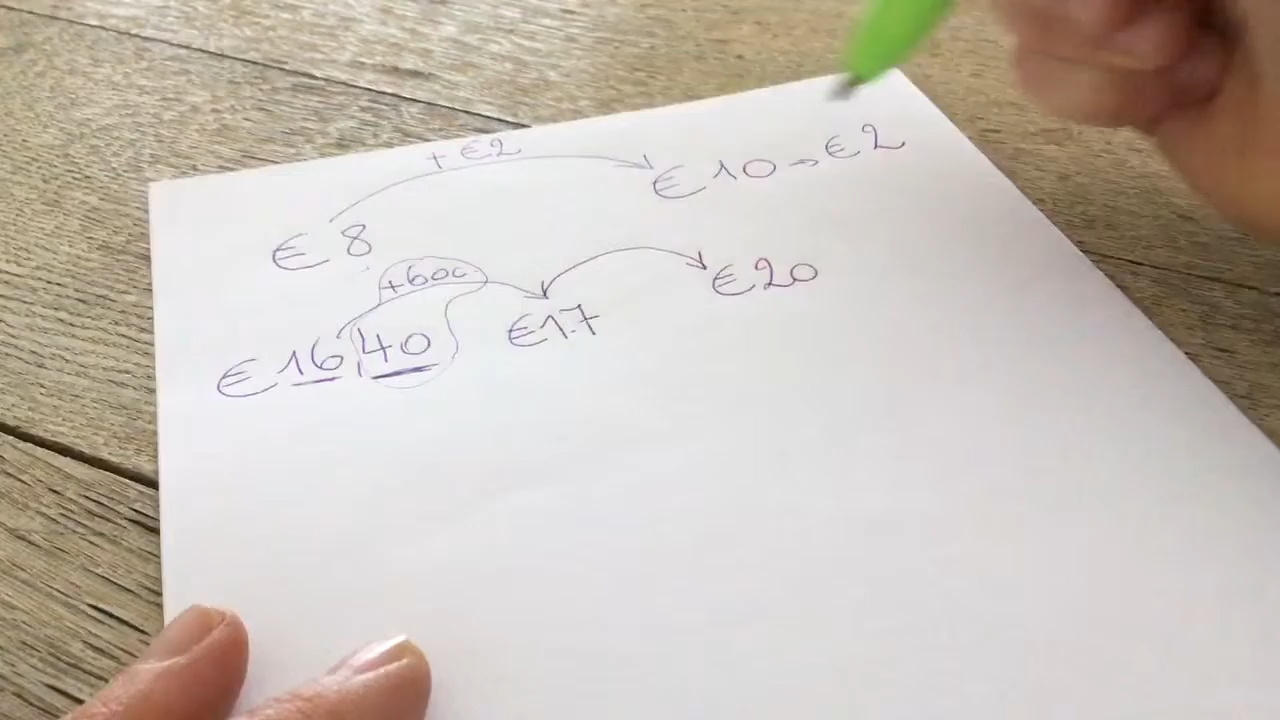 + €2
€8 €10 → €2
+60c
€16,40 €17 €20